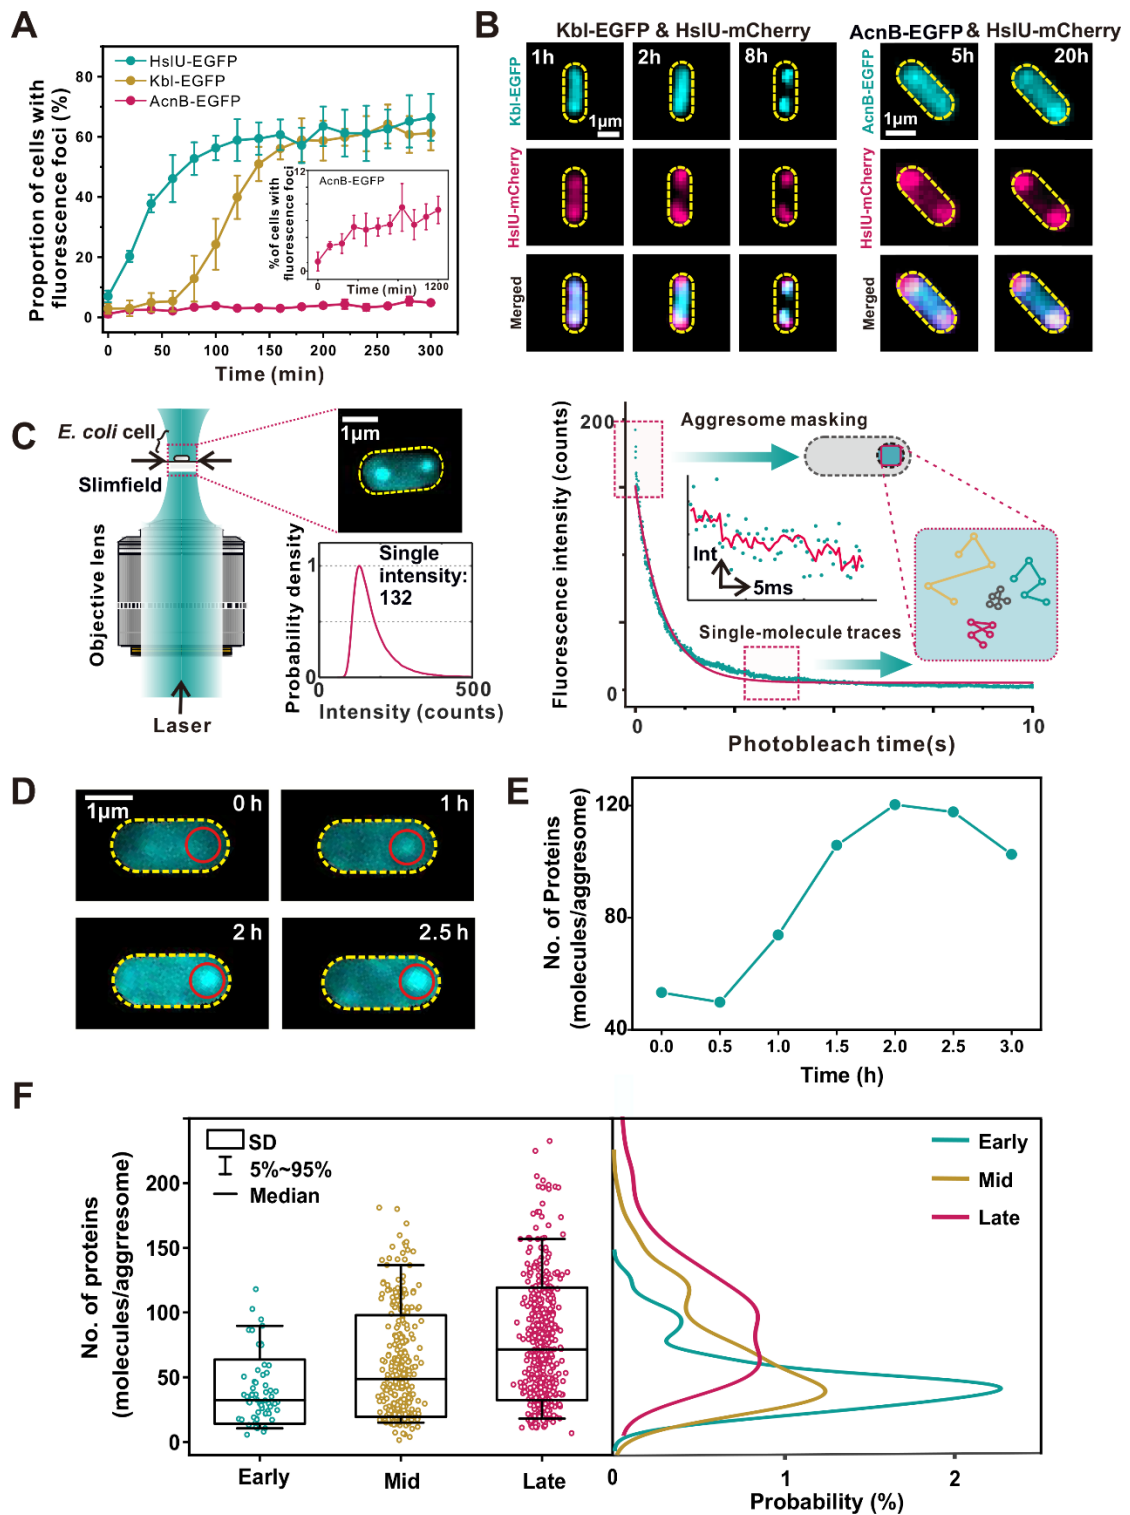 A
HslU-EGFP
Kbl-EGFP
AcnB-EGFP
Proportion of cells with
fluorescence foci (%)
80
60
40
20
0
0
50
100
150
200
250
300
Time (min)
AcnB-EGFP
% of cells with
fluorescence foci
12
0
0
1200
Time (min)
B
Kbl-EGFP & HslU-mCherry
AcnB-EGFP & HslU-mCherry
1h
2h
8h
5h
20h
1μm
1μm
Kbl-EGFP
HslU-mCherry
Merged
AcnB-EGFP
HslU-mCherry
Merged
C
E. coli cell
Slimfield
Objective lens
Laser
1μm
Probability density
1
0
0
500
Single
intensity:
132
Intensity (counts)
Fluorescence intensity (counts)
200
0
0
10
Photobleach time(s)
Aggresome masking
Int
5ms
Single-molecule traces
D
1μm
0 h
1 h
2 h
2.5 h
E
No. of Proteins
(molecules/aggresome)
120
80
40
0.0
0.5
1.0
1.5
2.0
2.5
3.0
Time (h)
F
No. of proteins
(molecules/aggrresome)
200
150
100
50
0
SD
5%~95%
Median
Early
Mid
Late
Early
Mid
Late
0
1
2
Probability (%)